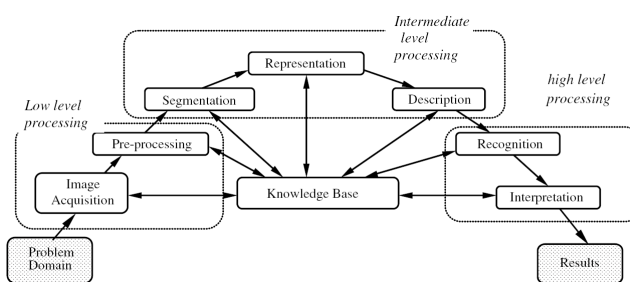 Intermediate
level
processing
Representation
Segmentation
Description
high level
processing
Low level
processing
Pre-processing
Recognition
Image
Acquisition
Knowledge Base
Interpretation
Problem
Domain
Results